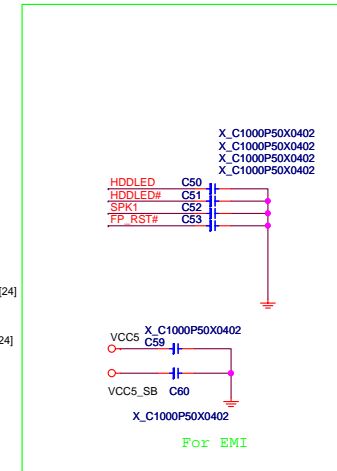 X_C1000P50X0402
X_C1000P50X0402
X_C1000P50X0402
X_C1000P50X0402
HDDLED C50
HDDLED# C51
SPK1 C52
FP_RST# C53
[24]
24]
VCC5 X_C1000P50X0402
C59
VCC5_SB C60
X_C1000P50X0402
For EMI